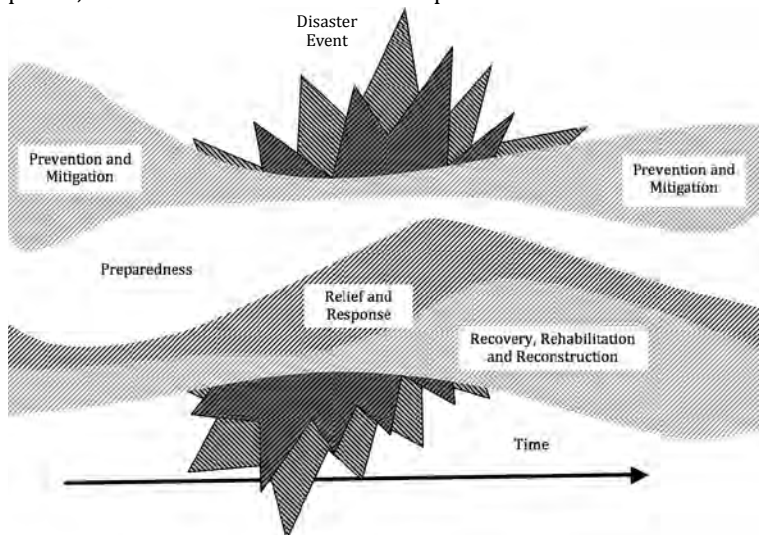 Disaster
Event
Prevention and
Mitigation
Prevention and
Mitigation
Preparedness
Relief and
Response
Recovery, Rehabilitation
and Reconstruction
Time